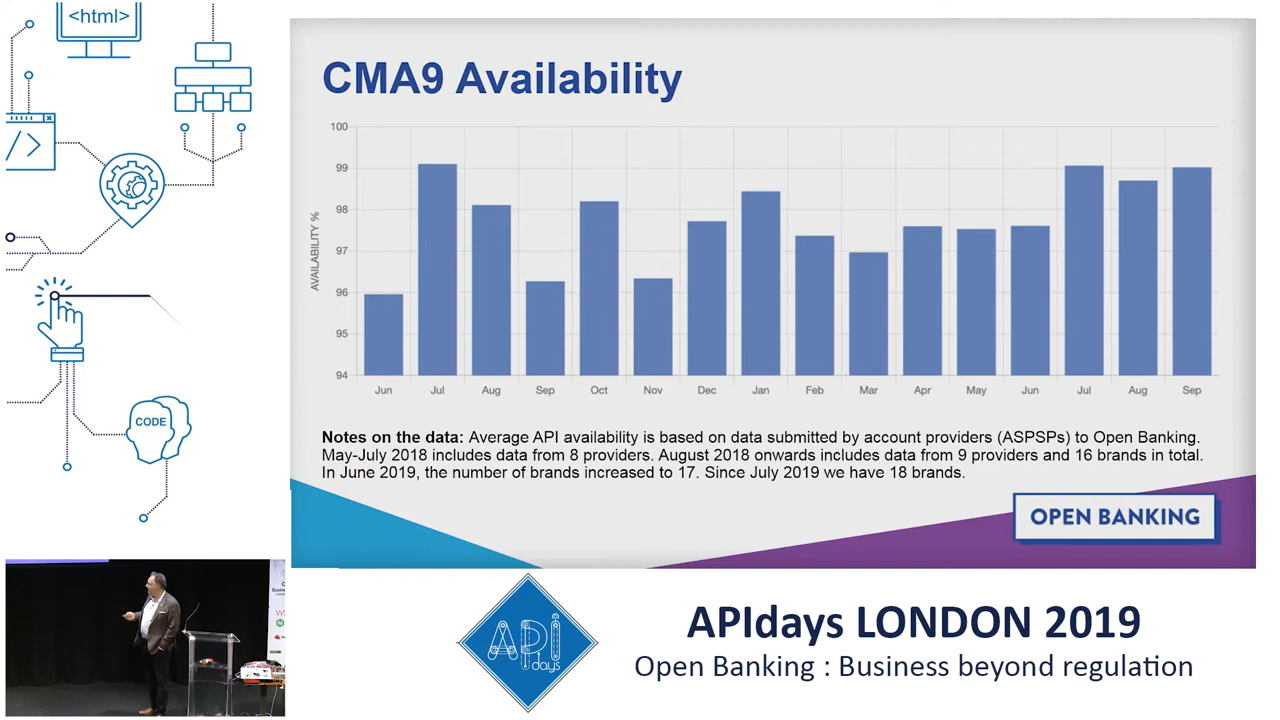 <html>
</>
CODE
CMA9 Availability
AVAILABILITY %
100
99
98
97
96
95
94
Jun Jul Aug Sep Oct Nov Dec Jan Feb Mar Apr May Jun Jul Aug Sep
Notes on the data: Average API availability is based on data submitted by account providers (ASPSPs) to Open Banking.
May-July 2018 includes data from 8 providers. August 2018 onwards includes data from 9 providers and 16 brands in total.
In June 2019, the number of brands increased to 17. Since July 2019 we have 18 brands.
OPEN BANKING
API
days
APIdays LONDON 2019
Open Banking : Business beyond regulation